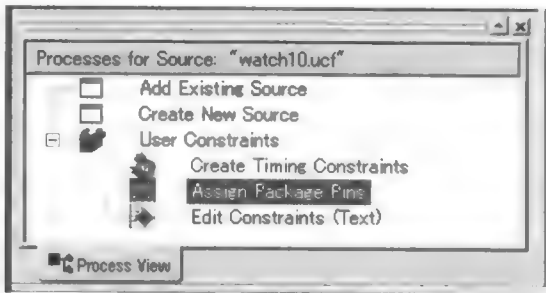 Processes for Source: "watch10.ucf"
Add Existing Source
Create New Source
User Constraints
Create Timing Constraints
Assign Package Pins
Edit Constraints (Text)
Process View